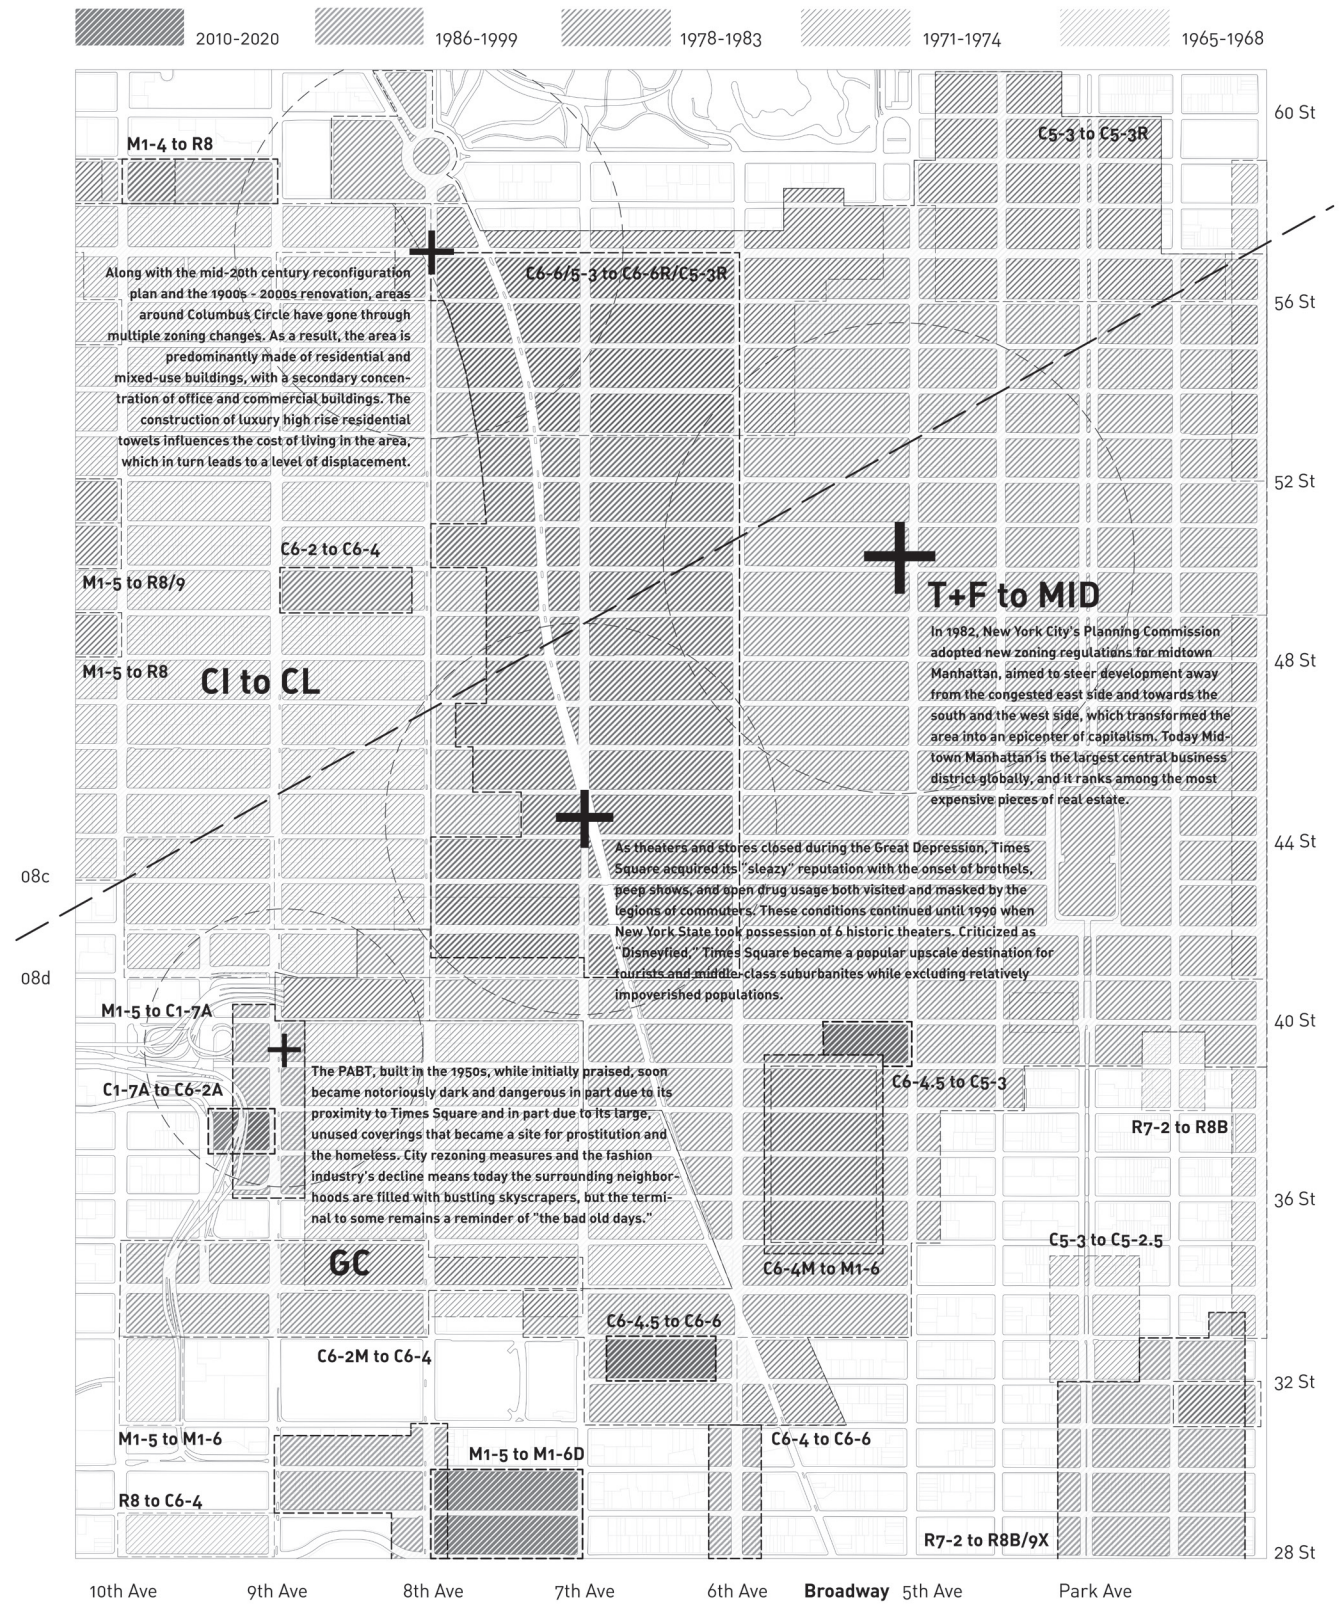 2010-2020
1986-1999
1978-1983
1971-1974
1965-1968
60 St
M1-4 to R8
C5-3 to C5-3R
C6-6/5-3 to C6-6R/C5-3R
Along with the mid-20th century reconfiguration
plan and the 1900s - 2000s renovation, areas
around Columbus Circle have gone through
multiple zoning changes. As a result, the area is
predominantly made of residential and
mixed-use buildings, with a secondary concen-
tration of office and commercial buildings. The
construction of luxury high rise residential
towels influences the cost of living in the area,
which in turn leads to a level of displacement.
56 St
52 St
C6-2 to C6-4
M1-5 to R8/9
T+F to MID
In 1982, New York City's Planning Commission
adopted new zoning regulations for midtown
Manhattan, aimed to steer development away
from the congested east side and towards the
south and the west side, which transformed the
area into an epicenter of capitalism. Today Mid-
town Manhattan is the largest central business
district globally, and it ranks among the most
expensive pieces of real estate.
48 St
M1-5 to R8
CI to CL
44 St
As theaters and stores closed during the Great Depression, Times
Square acquired its "sleazy" reputation with the onset of brothels,
peep shows, and open drug usage both visited and masked by the
legions of commuters. These conditions continued until 1990 when
New York State took possession of 6 historic theaters. Criticized as
"Disneyfied," Times Square became a popular upscale destination for
tourists and middle-class suburbanites while excluding relatively
impoverished populations.
08c
08d
M1-5 to C1-7A
40 St
The PABT, built in the 1950s, while initially praised, soon
became notoriously dark and dangerous in part due to its
proximity to Times Square and in part due to its large,
unused coverings that became a site for prostitution and
the homeless. City rezoning measures and the fashion
industry's decline means today the surrounding neighbor-
hoods are filled with bustling skyscrapers, but the termi-
nal to some remains a reminder of "the bad old days."
C1-7A to C6-2A
C6-4.5 to C5-3
R7-2 to R8B
36 St
C5-3 to C5-2.5
GC
C6-4M to M1-6
C6-4.5 to C6-6
C6-2M to C6-4
32 St
M1-5 to M1-6
C6-4 to C6-6
M1-5 to M1-6D
R8 to C6-4
R7-2 to R8B/9X
28 St
10th Ave
9th Ave
8th Ave
7th Ave
6th Ave
Broadway
5th Ave
Park Ave